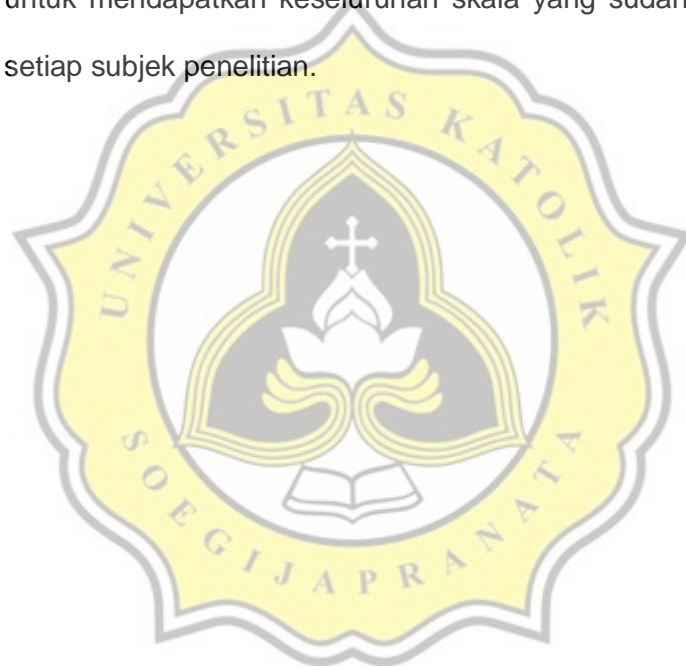 untuk mendapatkan keseluruhan skala yang sudah
setiap subjek penelitian.
UNIVERSITAS KATOLIK
SOEGIJAPRANATA